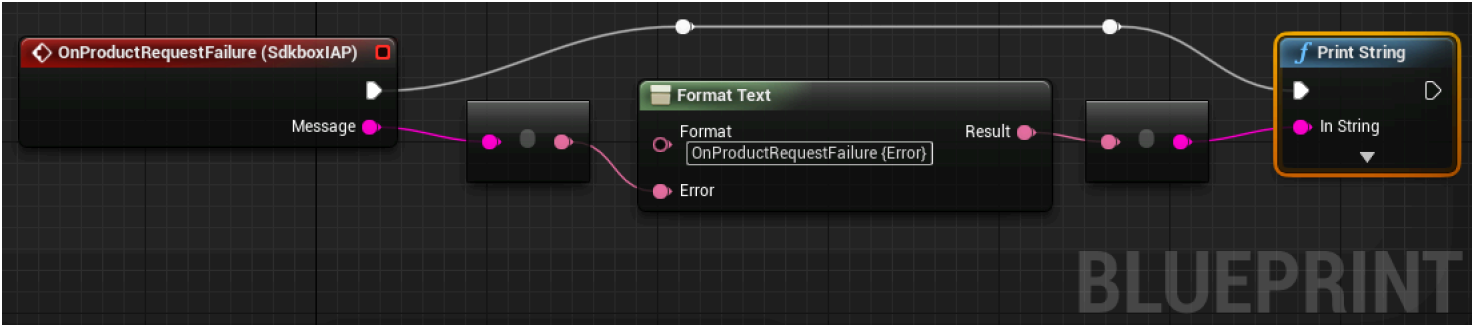 OnProductRequestFailure (SdkboxIAP)
Message
Format Text
Format
OnProductRequestFailure {Error}
Error
Result
Print String
In String
BLUEPRINT